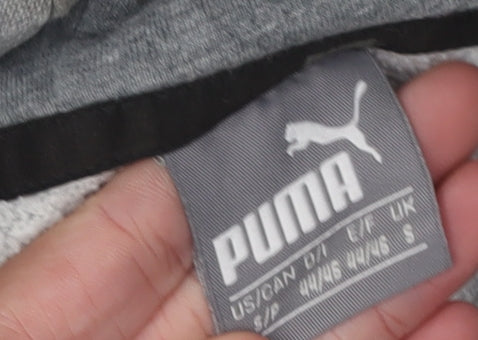 PUMA
US/CAN D/I E/F UK
S/P 44/46 44/46 S